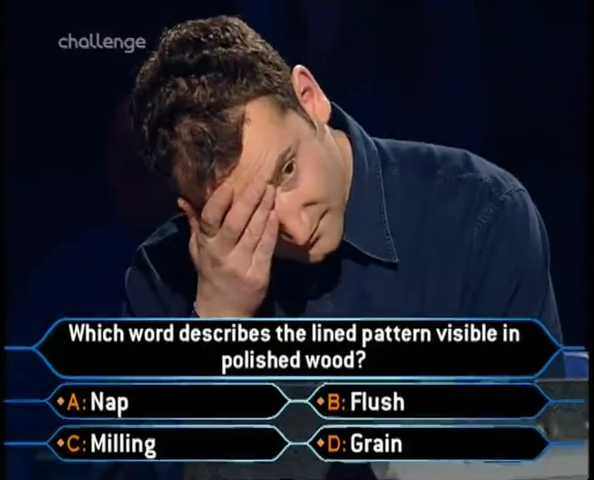 challenge
Which word describes the lined pattern visible in
polished wood?
A: Nap
B: Flush
C: Milling
D: Grain